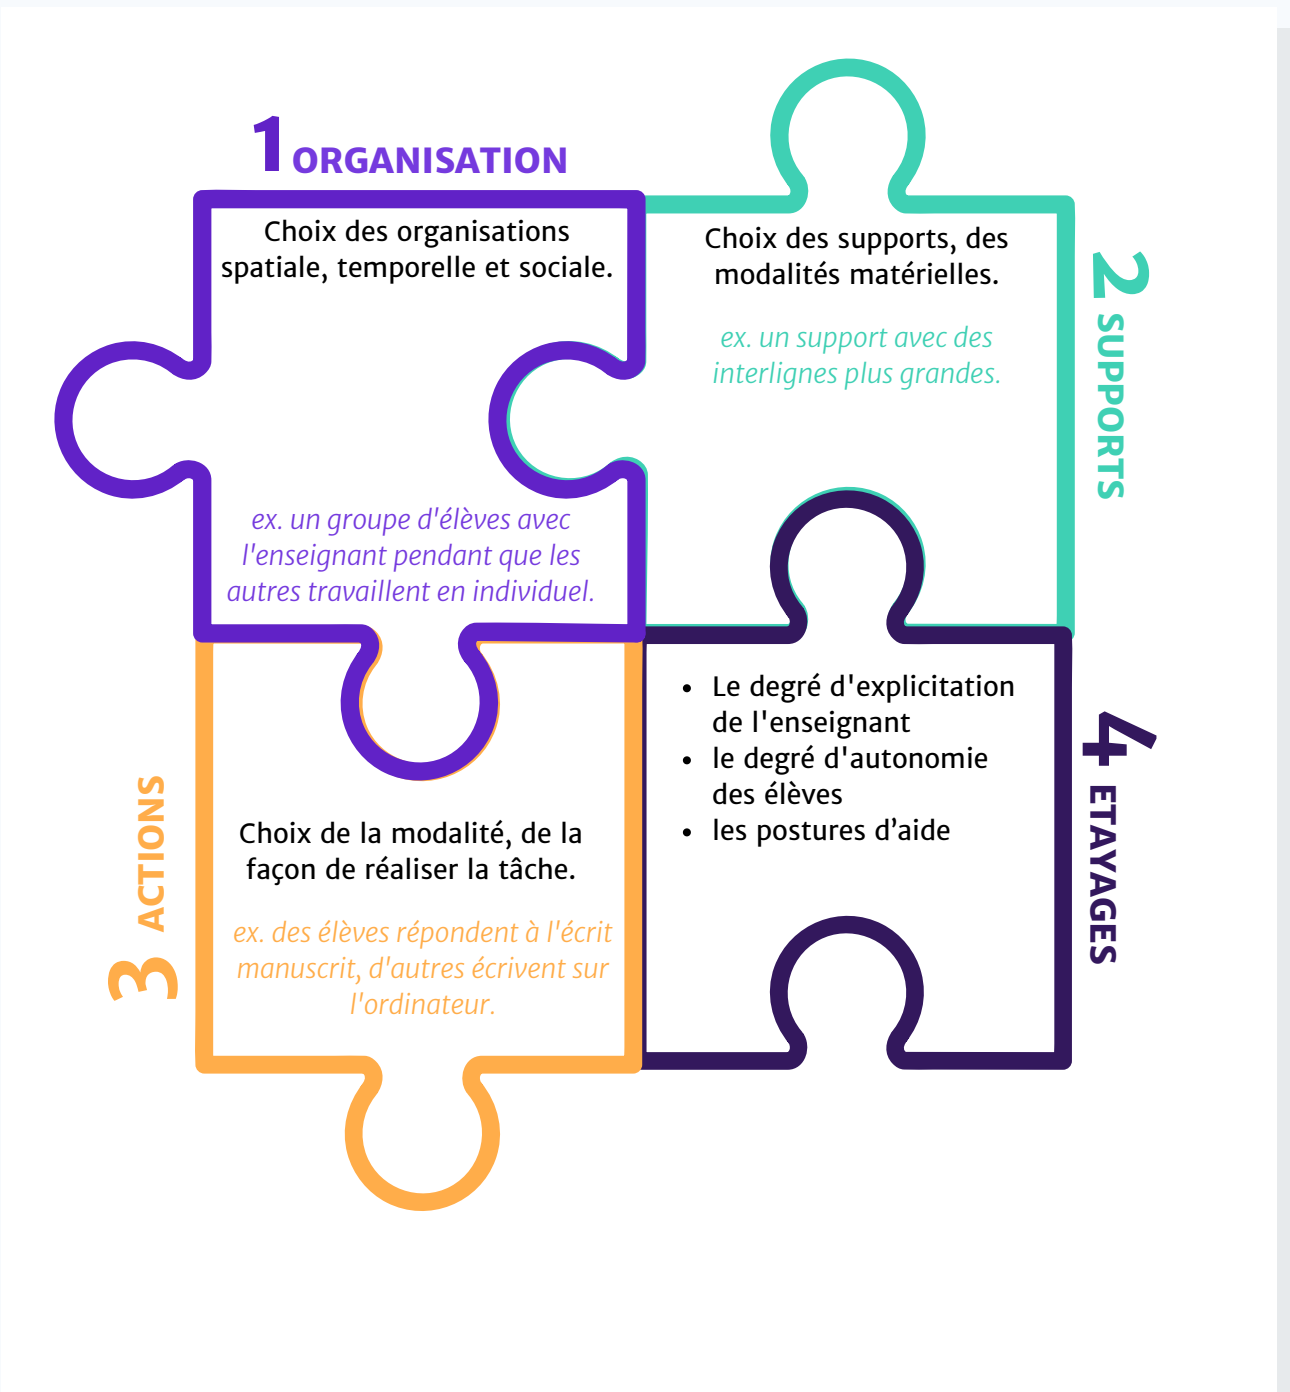 1 ORGANISATION
Choix des organisations
spatiale, temporelle et sociale.
ex. un groupe d'élèves avec
l'enseignant pendant que les
autres travaillent en individuel.
2 SUPPORTS
Choix des supports, des
modalités matérielles.
ex. un support avec des
interlignes plus grandes.
3 ACTIONS
Choix de la modalité, de la
façon de réaliser la tâche.
ex. des élèves répondent à l'écrit
manuscrit, d'autres écrivent sur
l'ordinateur.
4 ETAYAGES
• Le degré d'explicitation
de l'enseignant
• le degré d'autonomie
des élèves
• les postures d’aide